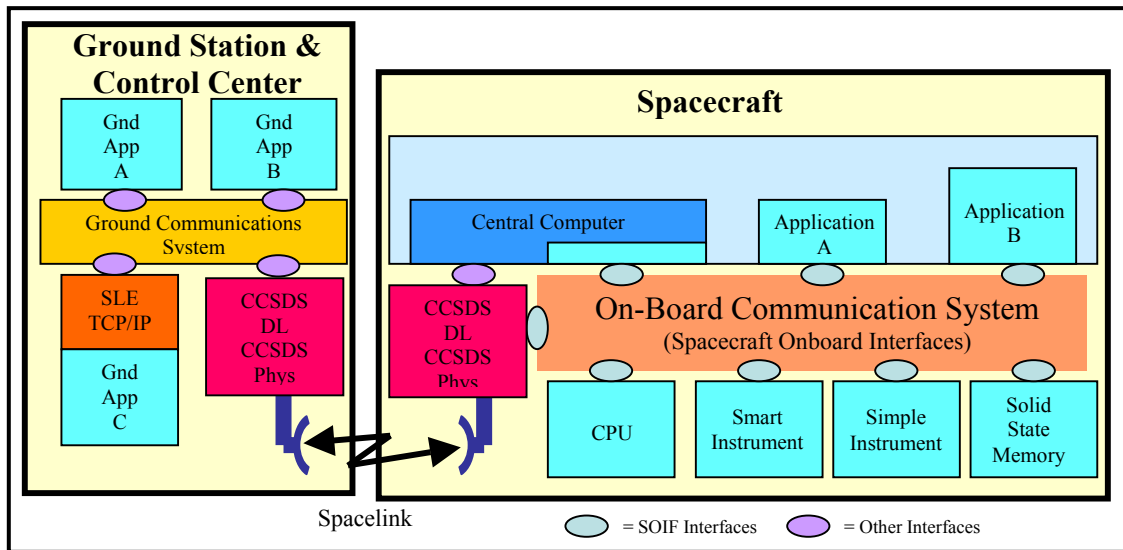 Ground Station &
Control Center
Gnd
App
A
Gnd
App
B
Ground Communications
System
SLE
TCP/IP
Gnd
App
C
CCSDS
DL
CCSDS
Phys
Spacecraft
Central Computer
Application
A
Application
B
CCSDS
DL
CCSDS
Phys
On-Board Communication System
(Spacecraft Onboard Interfaces)
CPU
Smart
Instrument
Simple
Instrument
Solid
State
Memory
Spacelink
= SOIF Interfaces
= Other Interfaces